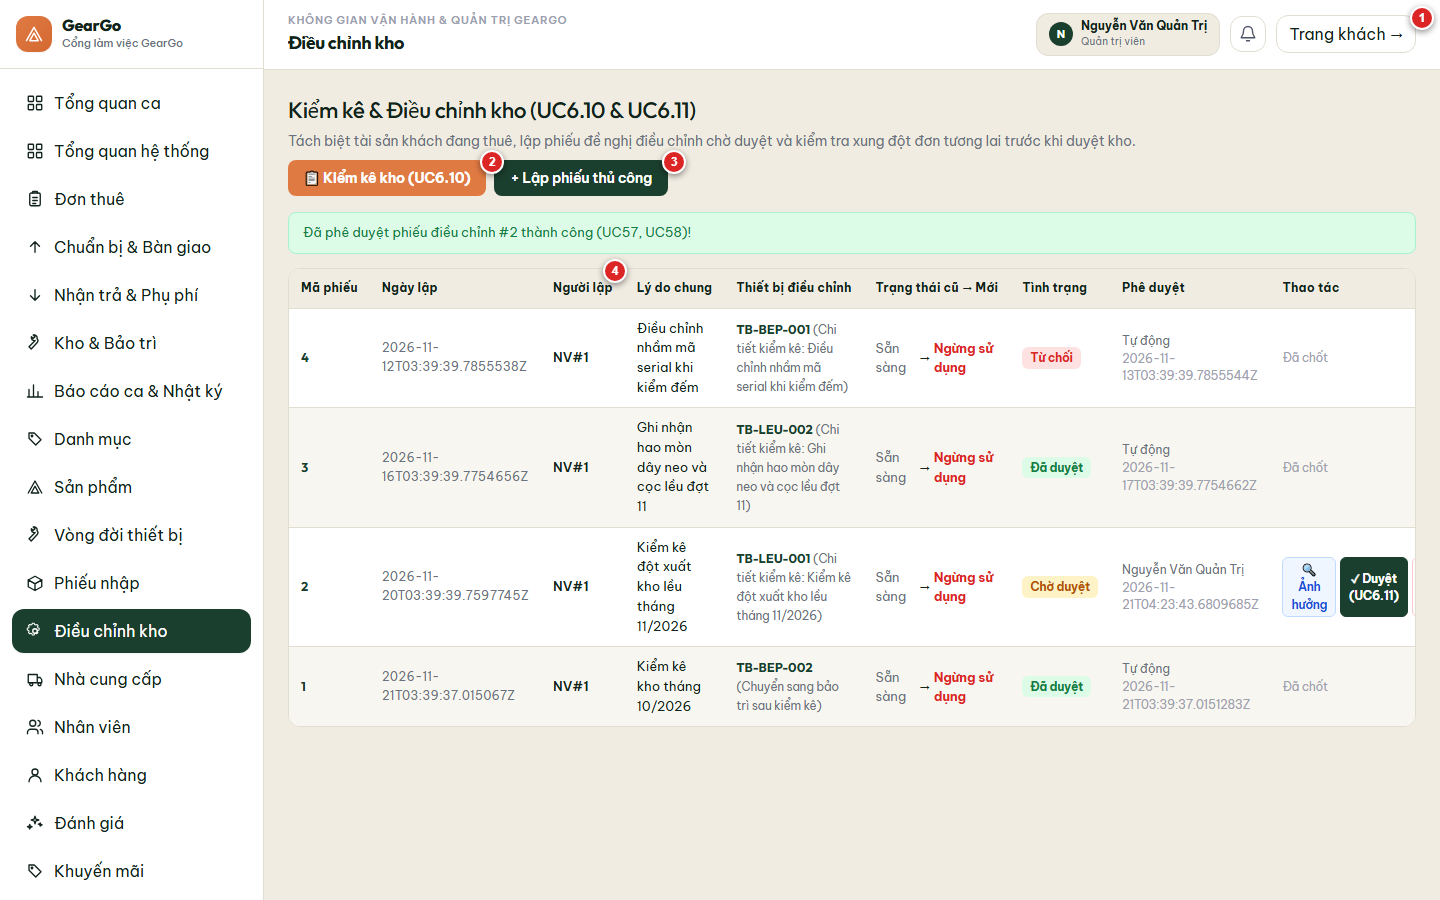 GearGo
Cổng làm việc GearGo
KHÔNG GIAN VẬN HÀNH & QUẢN TRỊ GEARGO
Điều chỉnh kho
N
Nguyễn Văn Quản Trị
Quản trị viên
Trang khách →
1
Tổng quan ca
Tổng quan hệ thống
Đơn thuê
Chuẩn bị & Bàn giao
Nhận trả & Phụ phí
Kho & Bảo trì
Báo cáo ca & Nhật ký
Danh mục
Sản phẩm
Vòng đời thiết bị
Phiếu nhập
Điều chỉnh kho
Nhà cung cấp
Nhân viên
Khách hàng
Đánh giá
Khuyến mãi
Kiểm kê & Điều chỉnh kho (UC6.10 & UC6.11)
Tách biệt tài sản khách đang thuê, lập phiếu đề nghị điều chỉnh chờ duyệt và kiểm tra xung đột đơn tương lai trước khi duyệt kho.
📋 Kiểm kê kho (UC6.10)
2
+ Lập phiếu thủ công
3
Đã phê duyệt phiếu điều chỉnh #2 thành công (UC57, UC58)!
4
Mã phiếu Ngày lập Người lập Lý do chung Thiết bị điều chỉnh Trạng thái cũ → Mới Tình trạng Phê duyệt Thao tác
4
2026-11-
12T03:39:39.7855538Z
NV#1
Điều chỉnh
nhầm mã
serial khi
kiểm đếm
TB-BEP-001 (Chi
tiết kiểm kê: Điều
chỉnh nhầm mã
serial khi kiểm đếm)
Sẵn
sàng
→
Ngừng sử
dụng
Từ chối
Tự động
2026-11-
13T03:39:39.7855544Z
Đã chốt
3
2026-11-
16T03:39:39.7754656Z
NV#1
Ghi nhận
hao mòn
dây neo và
cọc lều đợt
11
TB-LEU-002 (Chi
tiết kiểm kê: Ghi
nhận hao mòn dây
neo và cọc lều đợt
11)
Sẵn
sàng
→
Ngừng sử
dụng
Đã duyệt
Tự động
2026-11-
17T03:39:39.7754662Z
Đã chốt
2
2026-11-
20T03:39:39.7597745Z
NV#1
Kiểm kê
đột xuất
kho lều
tháng
11/2026
TB-LEU-001 (Chi
tiết kiểm kê: Kiểm kê
đột xuất kho lều
tháng 11/2026)
Sẵn
sàng
→
Ngừng sử
dụng
Chờ duyệt
Nguyễn Văn Quản Trị
2026-11-
21T04:23:43.6809685Z
🔍
Ảnh
hưởng
✓ Duyệt
(UC6.11)
1
2026-11-
21T03:39:37.015067Z
NV#1
Kiểm kê
kho tháng
10/2026
TB-BEP-002
(Chuyển sang bảo
trì sau kiểm kê)
Sẵn
sàng
→
Ngừng sử
dụng
Đã duyệt
Tự động
2026-11-
21T03:39:37.0151283Z
Đã chốt